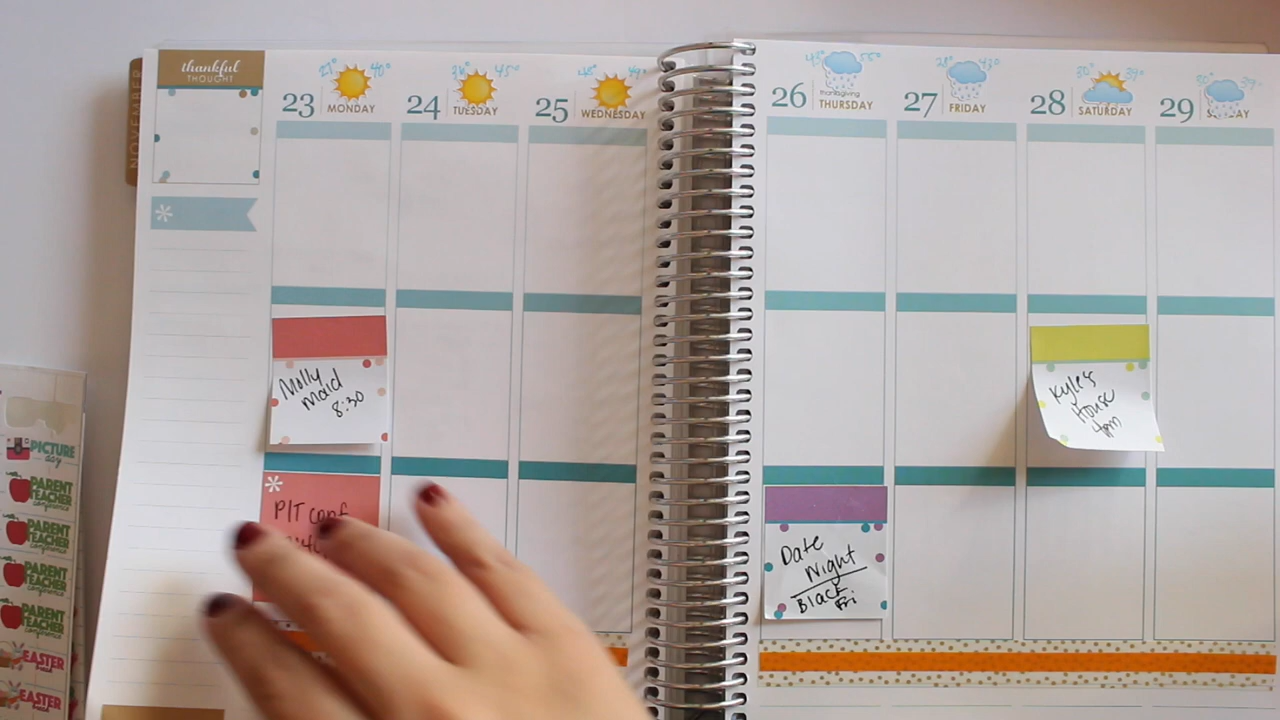 thankful
THOUGHT
NOVEMBER
23 MONDAY
24 TUESDAY
25 WEDNESDAY
26 thanksgiving
THURSDAY
27 FRIDAY
28 SATURDAY
29
Molly
Maid
8:30
P/T conf
Kyle's
House
4pm
Date
Night
Black
Fri
PICTURE
day
PARENT
TEACHER
conference
PARENT
TEACHER
conference
PARENT
TEACHER
conference
PARENT
TEACHER
conference
EASTER
EASTER